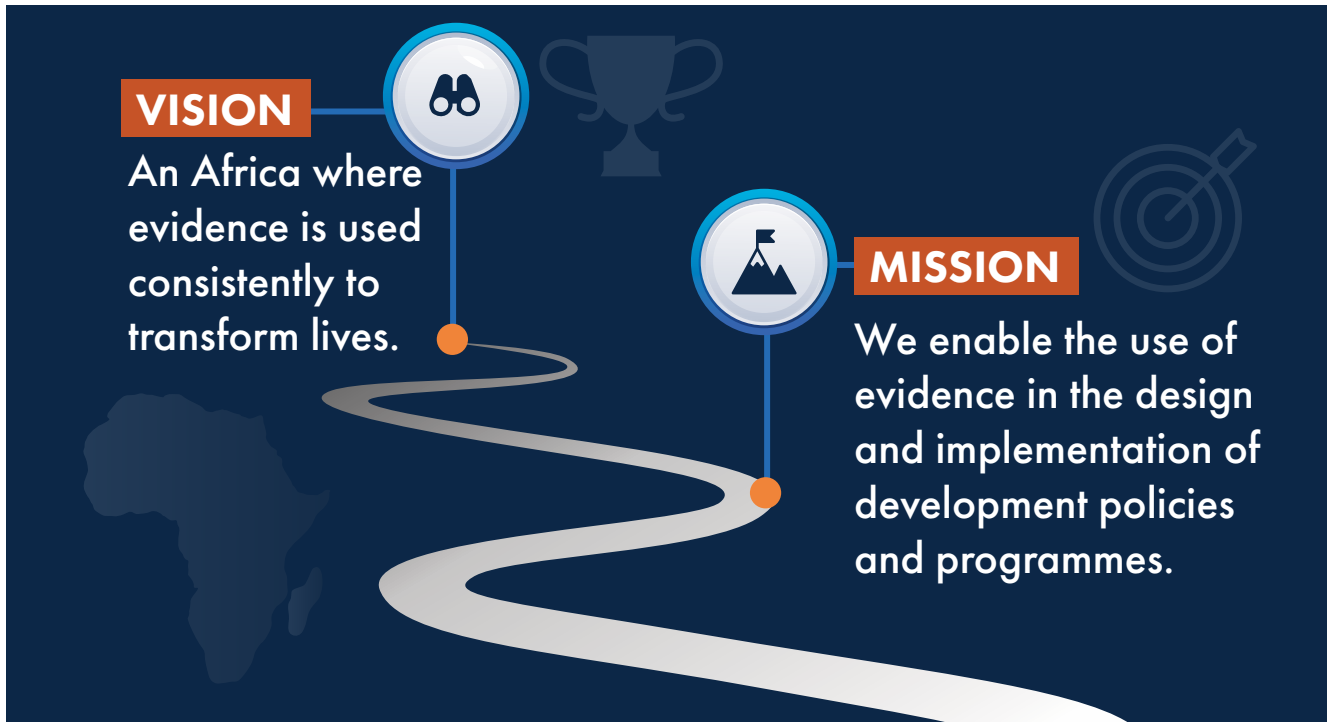 VISION
An Africa where
evidence is used
consistently to
transform lives.
MISSION
We enable the use of
evidence in the design
and implementation of
development policies
and programmes.